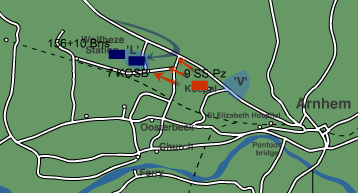 Wolfheze
Station
'L'
156+10 Bns
7 KOSB
9 SS Pz
Koepel
'V'
Arnhem
St Elizabeth Hospital
Oosterbeek
Pontoon
bridge
Church
Ferry